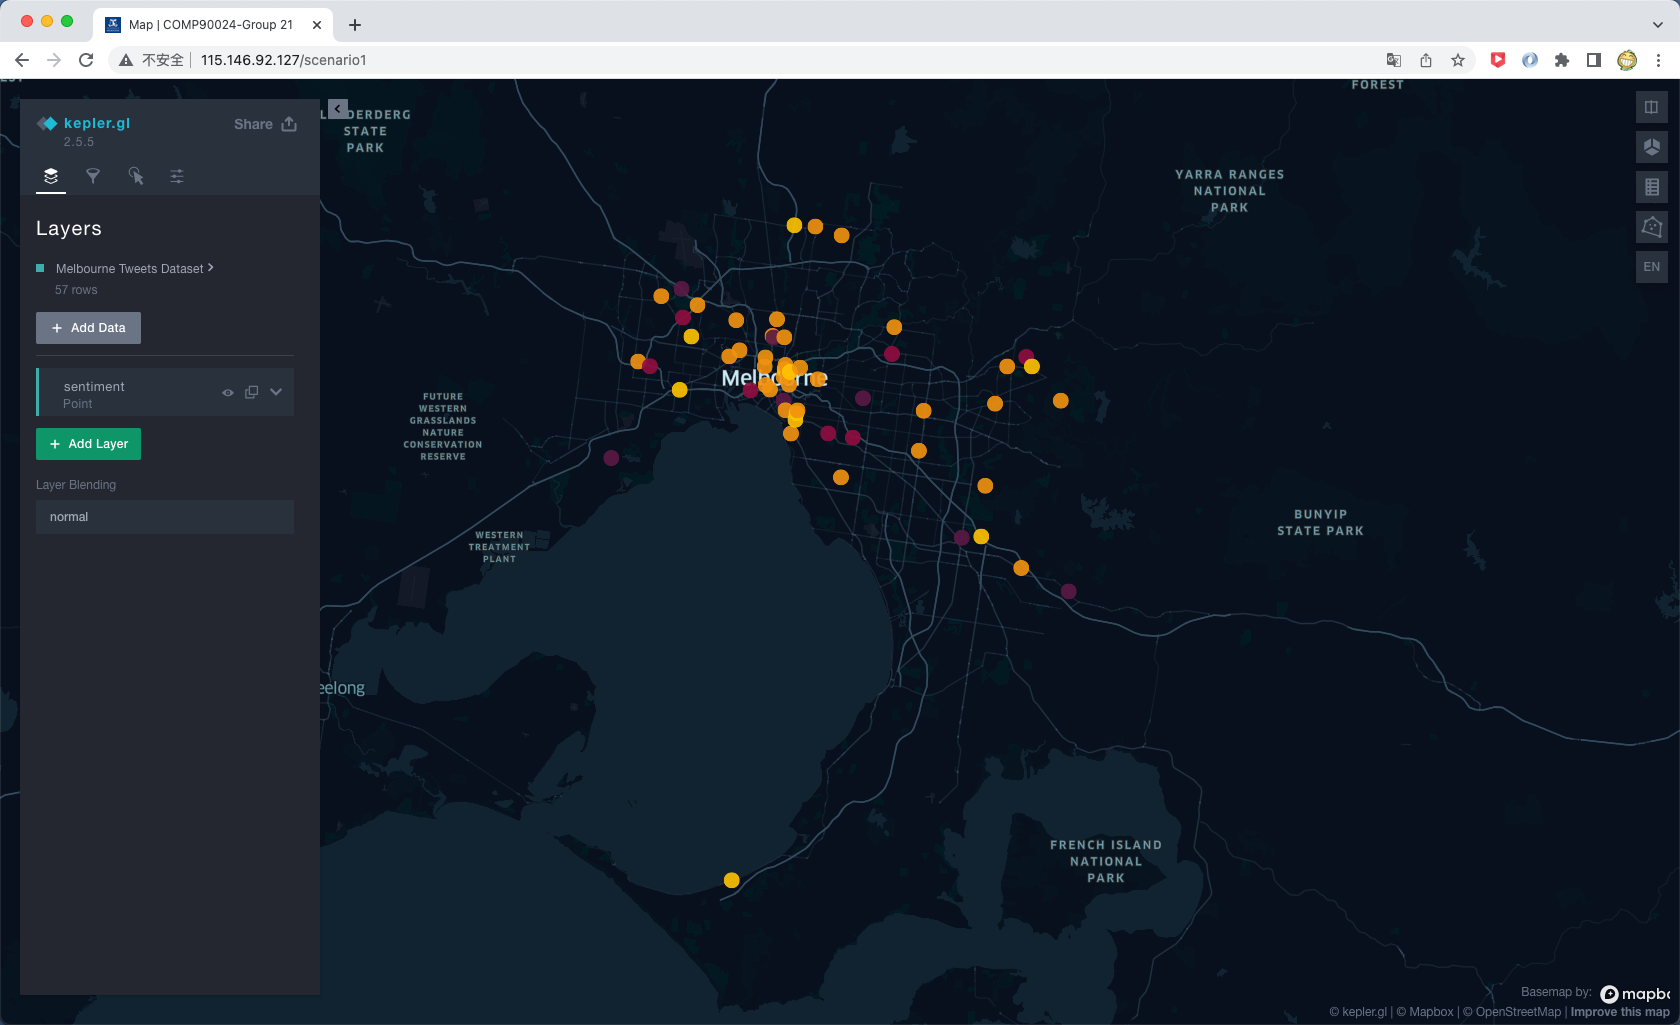 Map | COMP90024-Group 21
不安全
115.146.92.127/scenario1
kepler.gl
2.5.5
Share
Layers
Melbourne Tweets Dataset
57 rows
+ Add Data
sentiment
Point
+ Add Layer
Layer Blending
normal
FOREST
DERDERG
STATE
PARK
YARRA RANGES
NATIONAL
PARK
EN
Melbourne
FUTURE
WESTERN
GRASSLANDS
NATURE
CONSERVATION
RESERVE
WESTERN
TREATMENT
PLANT
BUNYIP
STATE PARK
eelong
FRENCH ISLAND
NATIONAL
PARK
Basemap by:
mapbo
© kepler.gl | © Mapbox | © OpenStreetMap | Improve this map